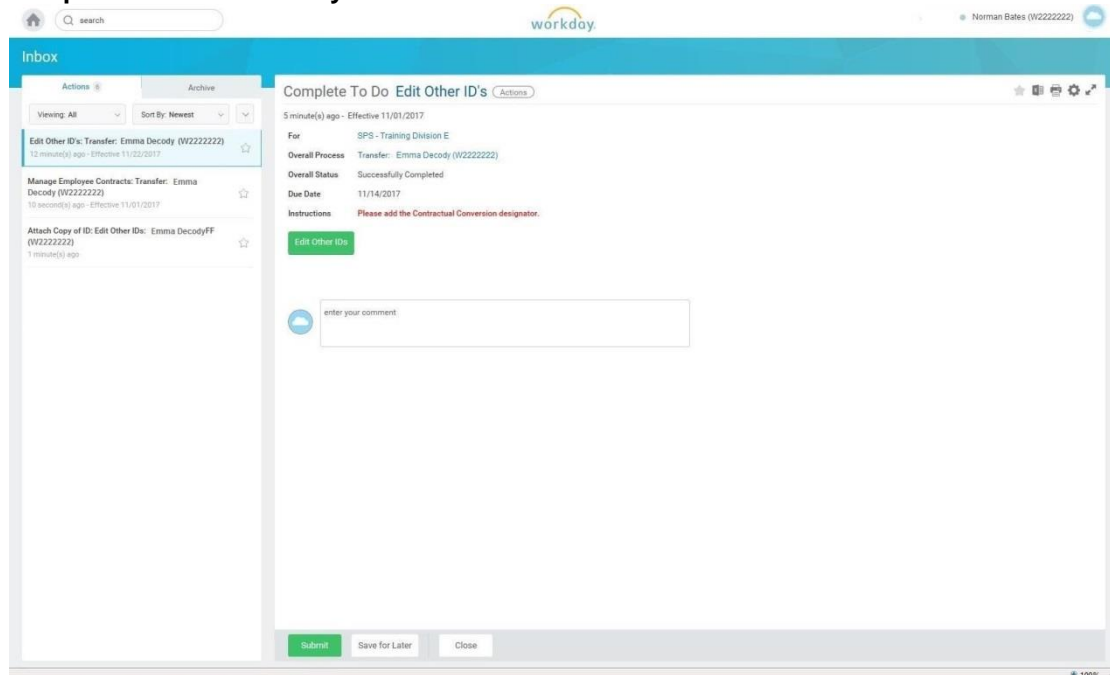 search
workday.
Norman Bates (W2222222)
Inbox
Actions
Archive
Viewing: All
Sort By: Newest
Edit Other ID's: Transfer: Emma Decody (W2222222)
12 minute(s) ago - Effective 11/22/2017
Manage Employee Contracts: Transfer: Emma
Decody (W2222222)
10 second(s) ago - Effective 11/01/2017
Attach Copy of ID: Edit Other IDs: Emma DecodyFF
(W2222222)
1 minute(s) ago
Complete To Do Edit Other ID's Actions
5 minute(s) ago - Effective 11/01/2017
For SPS - Training Division E
Overall Process Transfer: Emma Decody (W2222222)
Overall Status Successfully Completed
Due Date 11/14/2017
Instructions Please add the Contractual Conversion designator.
Edit Other IDs
enter your comment
Submit Save for Later Close
100%